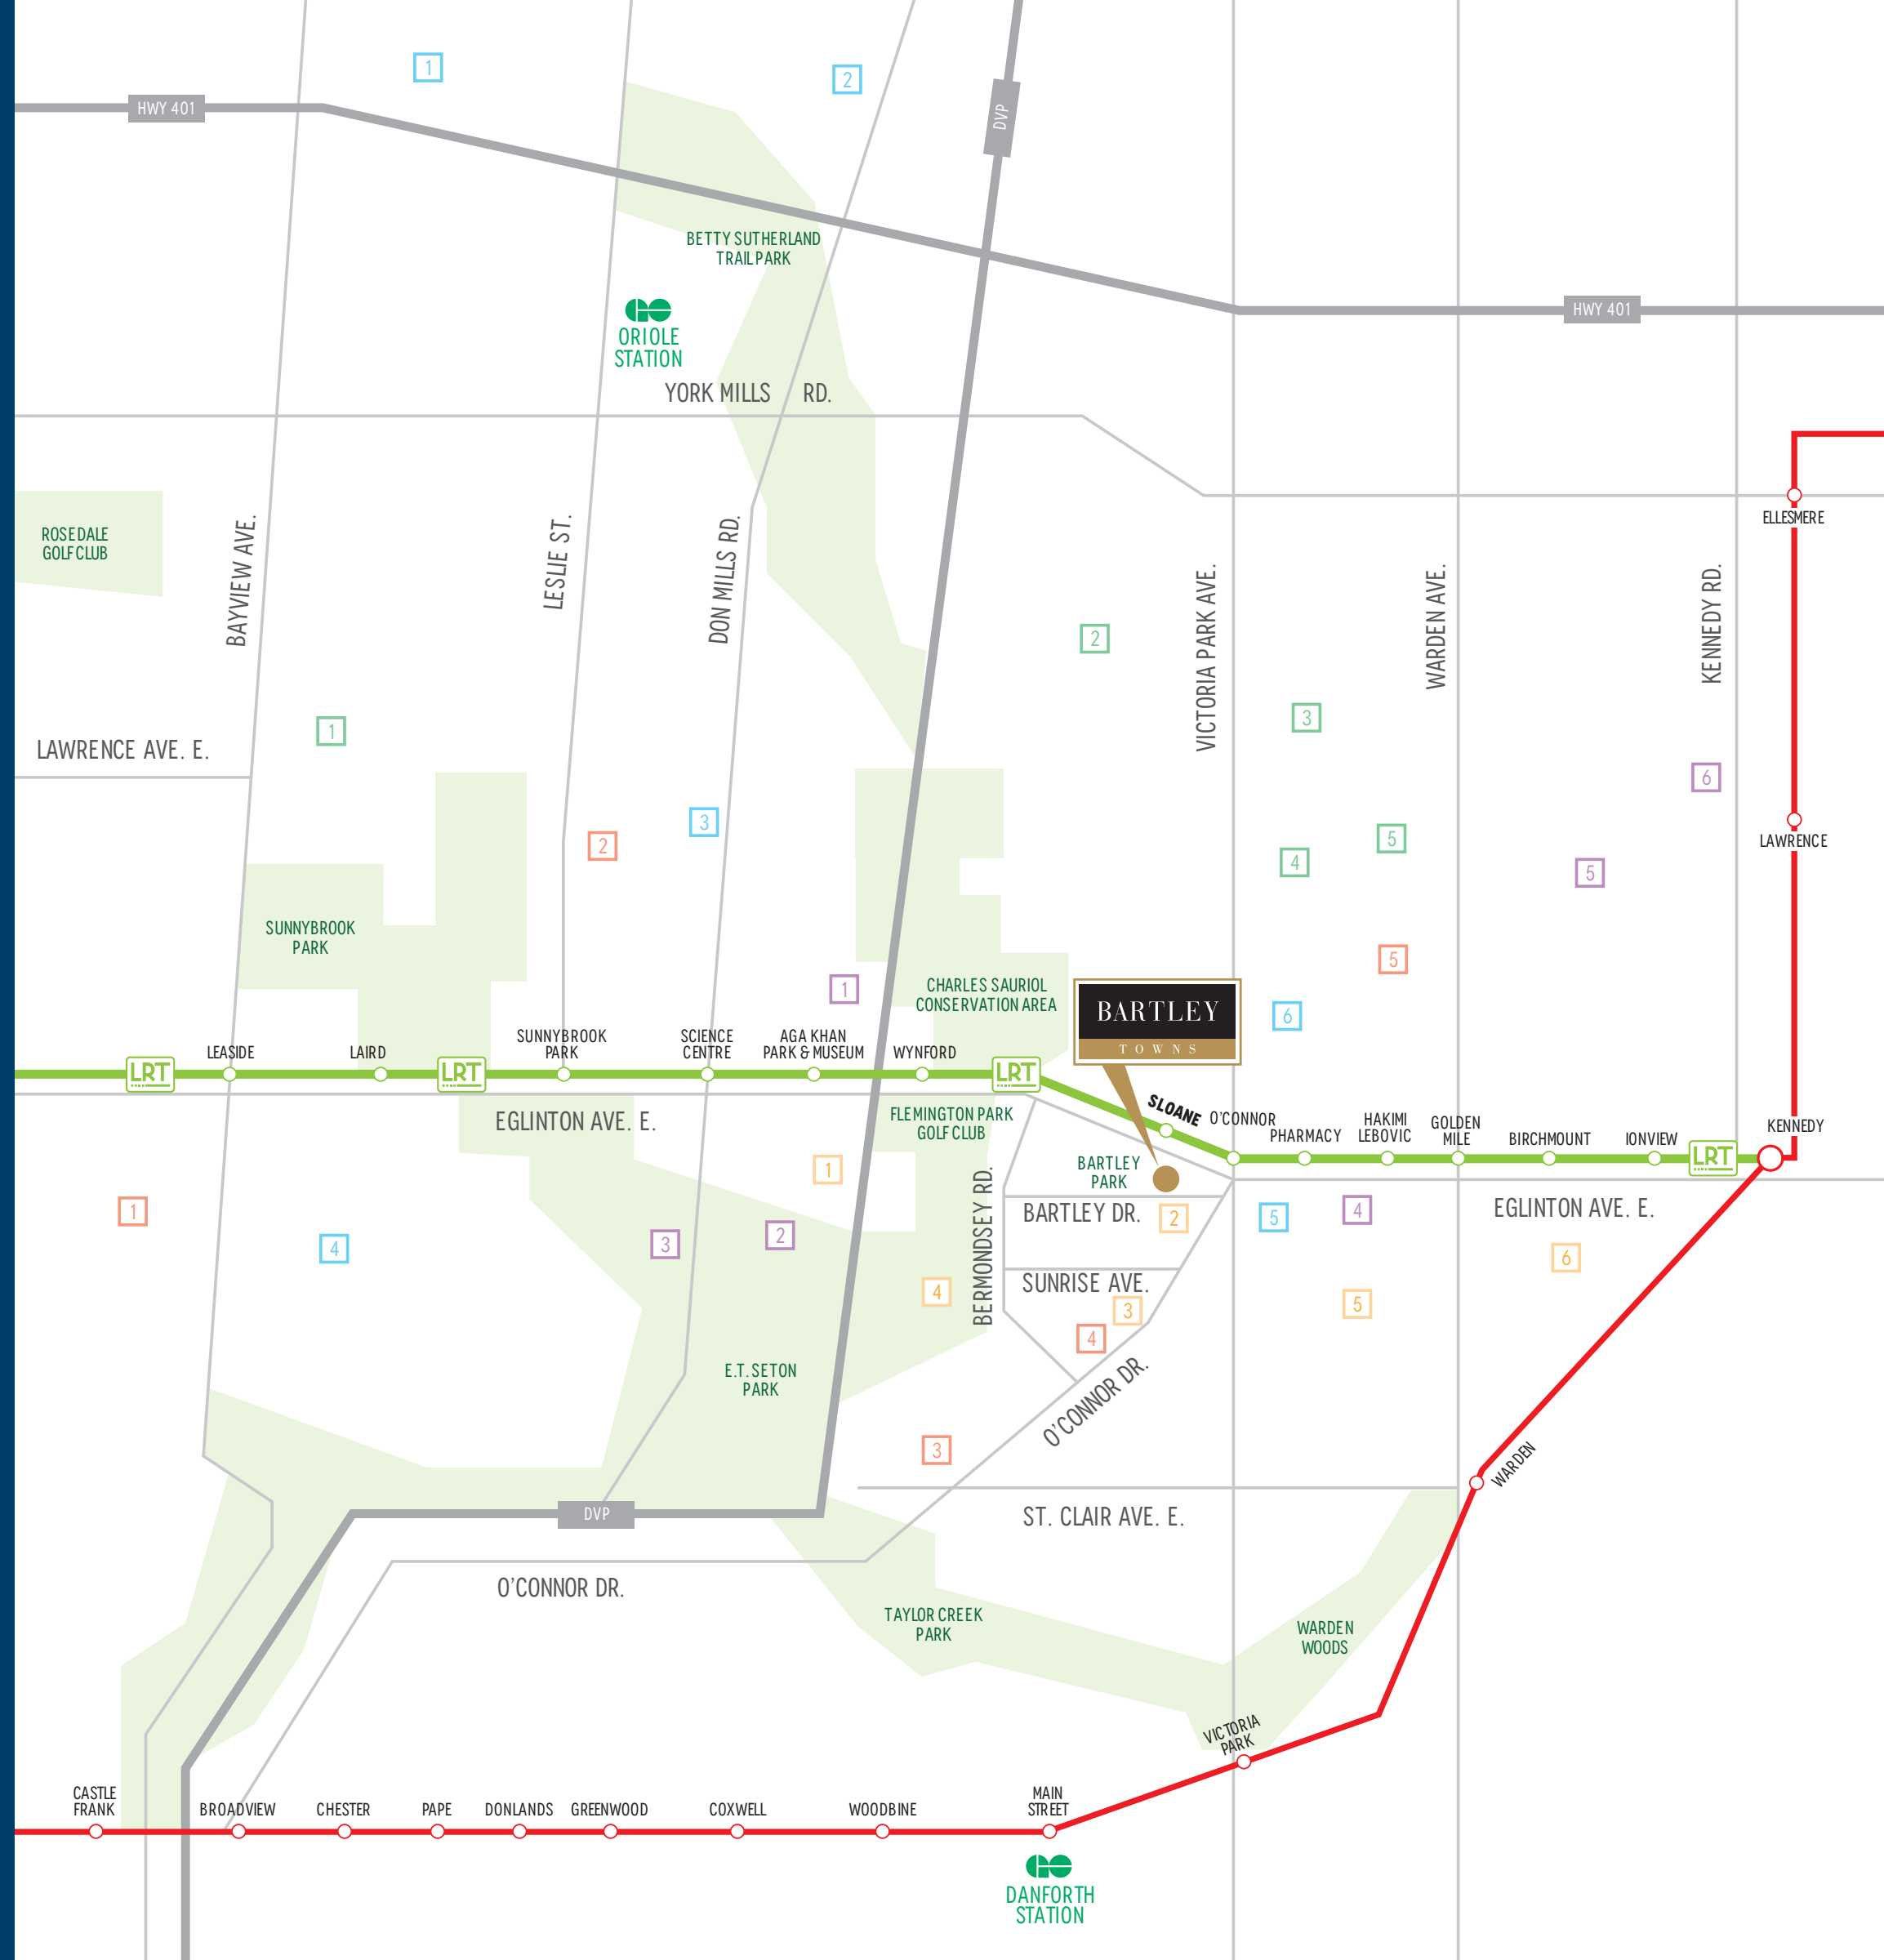 1
2
HWY 401
DVP
BETTY SUTHERLAND
TRAIL PARK
HWY 401
ORIOLE
STATION
YORK MILLS RD.
ELLESMERE
ROSEDALE
GOLF CLUB
BAYVIEW AVE.
LESLIE ST.
DON MILLS RD.
VICTORIA PARK AVE.
WARDEN AVE.
KENNEDY RD.
2
3
1
LAWRENCE AVE. E.
6
3
2
5
4
LAWRENCE
5
SUNNYBROOK
PARK
5
1
CHARLES SAURIOL
CONSERVATION AREA
BARTLEY
TOWNS
6
LRT
LEASIDE
LAIRD
LRT
SUNNYBROOK
PARK
SCIENCE
CENTRE
AGA KHAN
PARK & MUSEUM
WYNFORD
LRT
SLOANE
O'CONNOR
PHARMACY
HAKIMI
LEBOVIC
GOLDEN
MILE
BIRCHMOUNT
IONVIEW
LRT
KENNEDY
EGLINTON AVE. E.
FLEMINGTON PARK
GOLF CLUB
1
BARTLEY
PARK
BERMONDSEY RD.
BARTLEY DR.
2
5
4
EGLINTON AVE. E.
1
4
3
2
6
4
SUNRISE AVE.
3
5
4
E.T. SETON
PARK
O'CONNOR DR.
3
WARDEN
DVP
ST. CLAIR AVE. E.
O'CONNOR DR.
TAYLOR CREEK
PARK
WARDEN
WOODS
VICTORIA
PARK
CASTLE
FRANK
BROADVIEW
CHESTER
PAPE
DONLANDS
GREENWOOD
COXWELL
WOODBINE
MAIN
STREET
DANFORTH
STATION